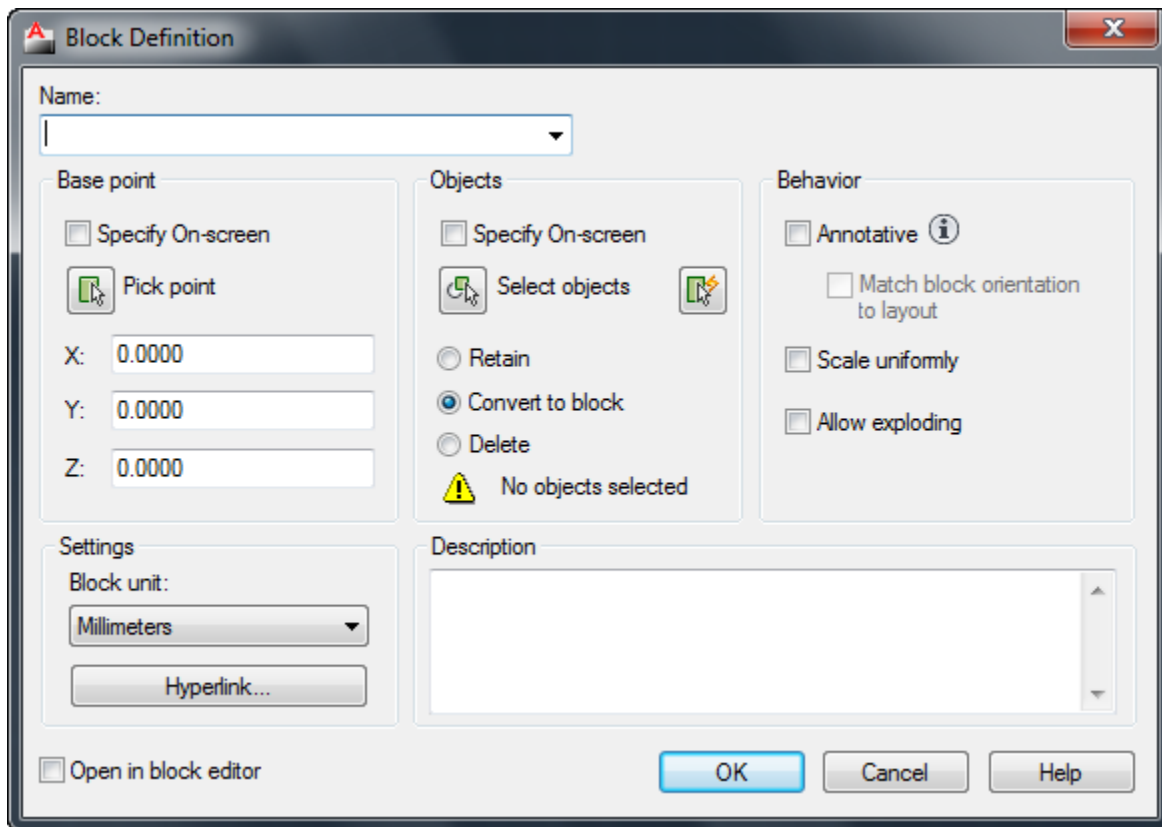 Block Definition
Name:
Base point
Specify On-screen
Pick point
X: 0.0000
Y: 0.0000
Z: 0.0000
Objects
Specify On-screen
Select objects
Retain
Convert to block
Delete
No objects selected
Behavior
Annotative
Match block orientation
to layout
Scale uniformly
Allow exploding
Settings
Block unit:
Millimeters
Hyperlink...
Description
Open in block editor
OK
Cancel
Help